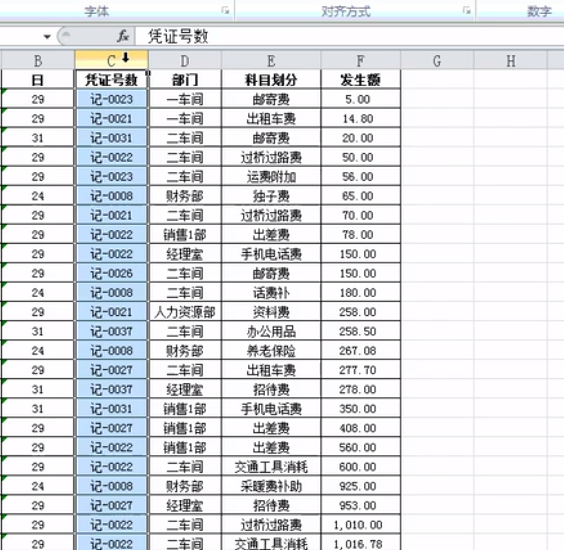 字体 对齐方式 数字
fx 凭证号数
B C D E F G H
日 凭证号数 部门 科目划分 发生额
29 记-0023 一车间 邮寄费 5.00
29 记-0021 一车间 出租车费 14.80
31 记-0031 二车间 邮寄费 20.00
29 记-0022 二车间 过桥过路费 50.00
29 记-0023 二车间 运费附加 56.00
24 记-0008 财务部 独子费 65.00
29 记-0021 二车间 过桥过路费 70.00
29 记-0022 销售1部 出差费 78.00
29 记-0022 经理室 手机电话费 150.00
29 记-0026 二车间 邮寄费 150.00
24 记-0008 二车间 话费补 180.00
29 记-0021 人力资源部 资料费 258.00
31 记-0037 二车间 办公用品 258.50
24 记-0008 财务部 养老保险 267.08
29 记-0027 二车间 出租车费 277.70
31 记-0037 经理室 招待费 278.00
31 记-0031 销售1部 手机电话费 350.00
29 记-0027 销售1部 出差费 408.00
29 记-0022 销售1部 出差费 560.00
29 记-0022 二车间 交通工具消耗 600.00
24 记-0008 财务部 采暖费补助 925.00
29 记-0027 经理室 招待费 953.00
29 记-0022 二车间 过桥过路费 1,010.00
29 记-0022 二车间 交通工具消耗 1,016.78